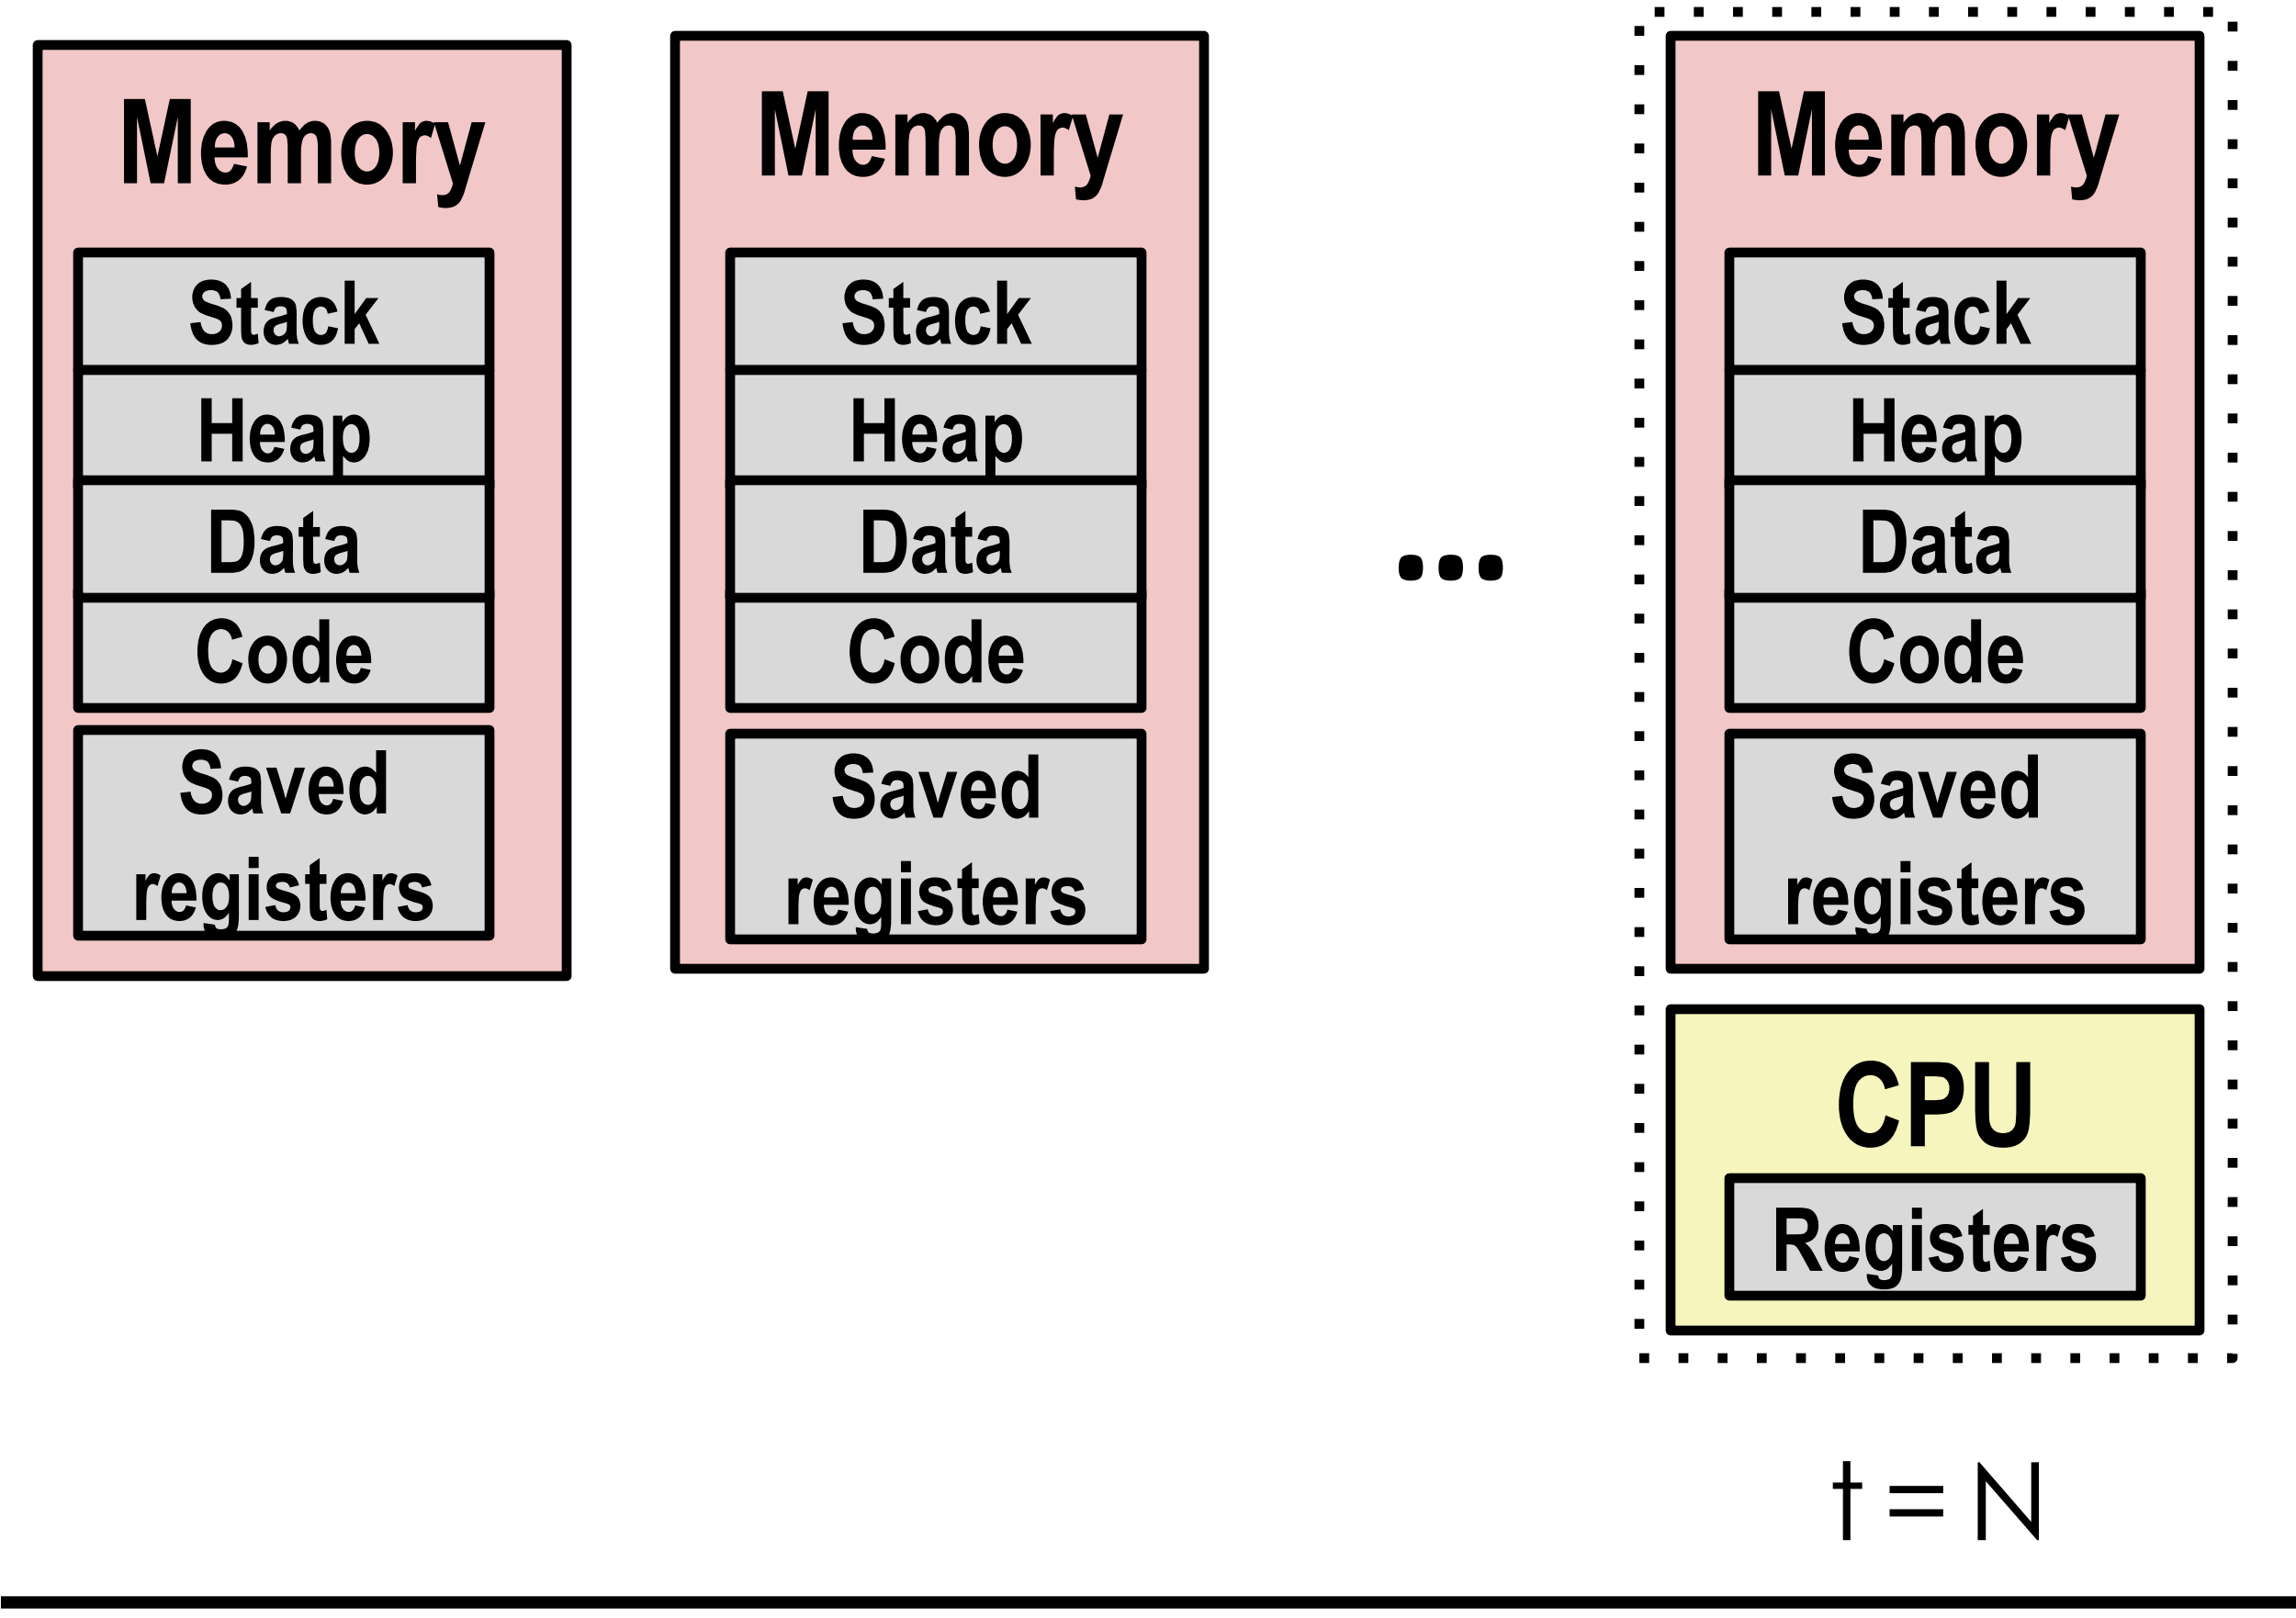 Memory
Stack
Heap
Data
Code
Saved
registers
Memory
Stack
Heap
Data
Code
Saved
registers
...
Memory
Stack
Heap
Data
Code
Saved
registers
CPU
Registers
t = N